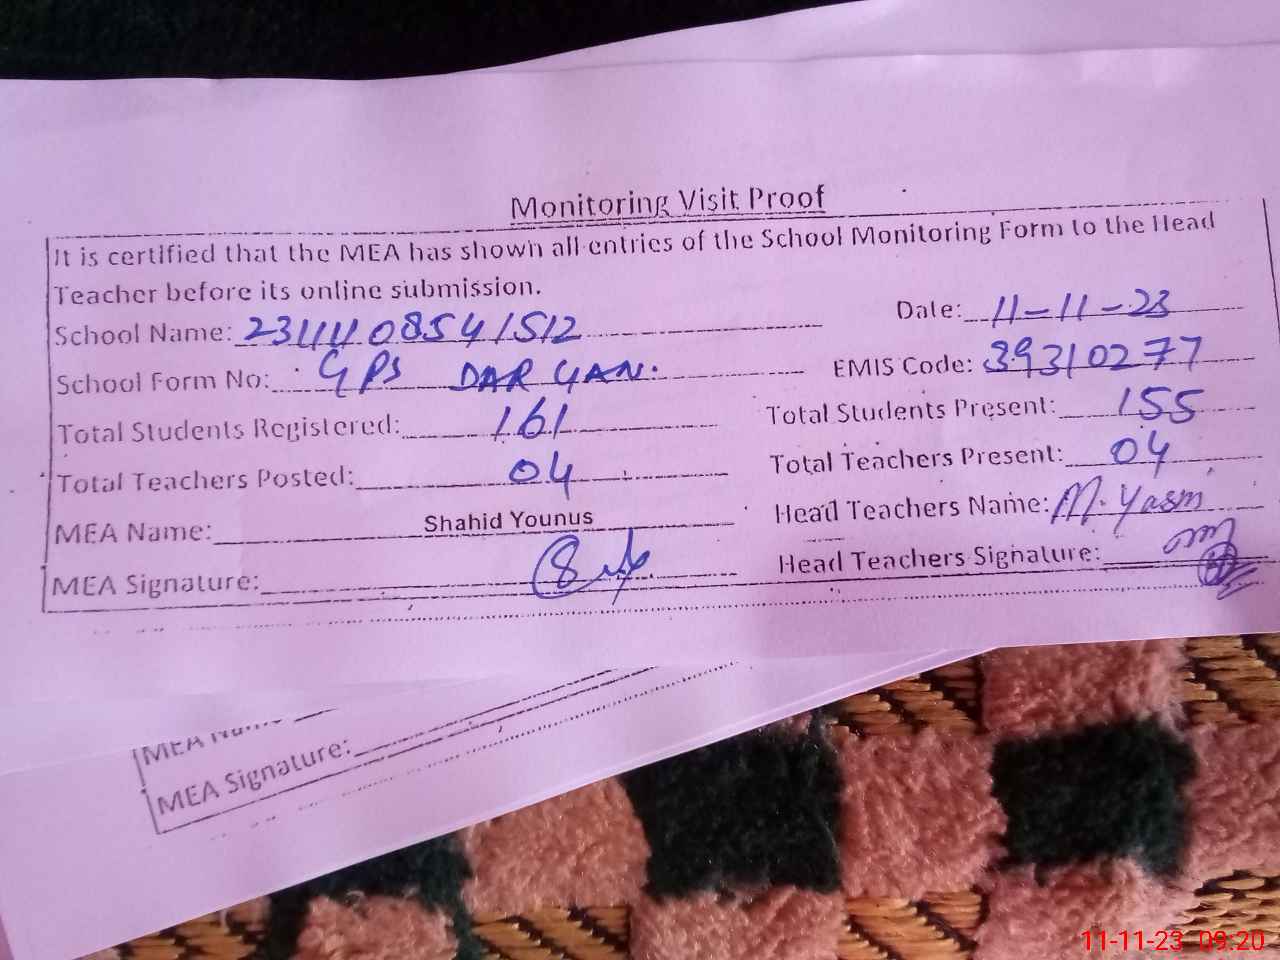 Monitoring Visit Proof
It is certified that the MEA has shown all entries of the School Monitoring Form to the Head
Teacher before its online submission.
School Name: 23111108541512 Date: 11-11-23
School Form No: GPS DARGAN. EMIS Code: 39310277
Total Students Registered: 161 Total Students Present: 155
Total Teachers Posted: 04 Total Teachers Present: 04
MEA Name: Shahid Younus Head Teachers Name: M. Yasin
MEA Signature: Head Teachers Signature:
MEA
MEA Signature:
11-11-23 09:20